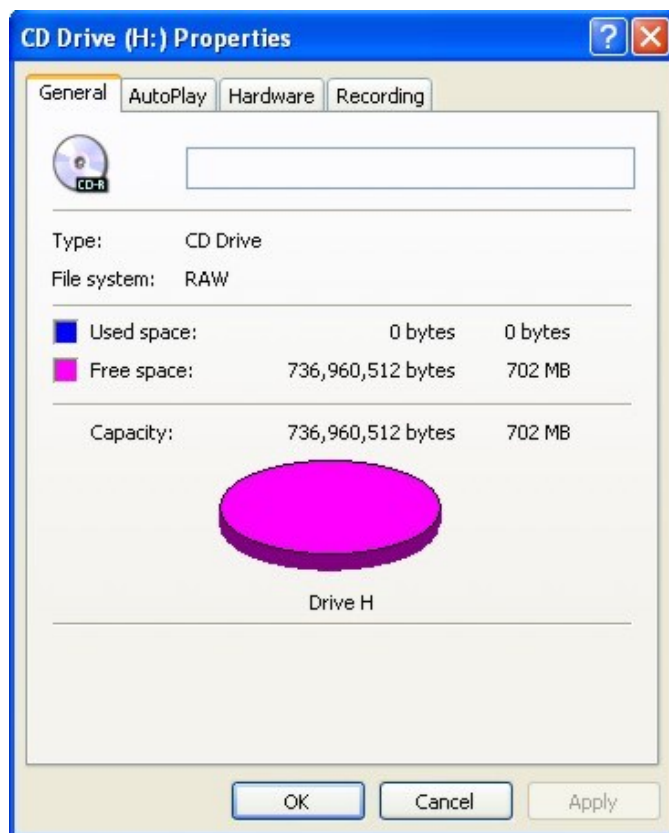 CD Drive (H:) Properties
?
General AutoPlay Hardware Recording
CD-R
Type: CD Drive
File system: RAW
Used space: 0 bytes 0 bytes
Free space: 736,960,512 bytes 702 MB
Capacity: 736,960,512 bytes 702 MB
Drive H
OK Cancel Apply